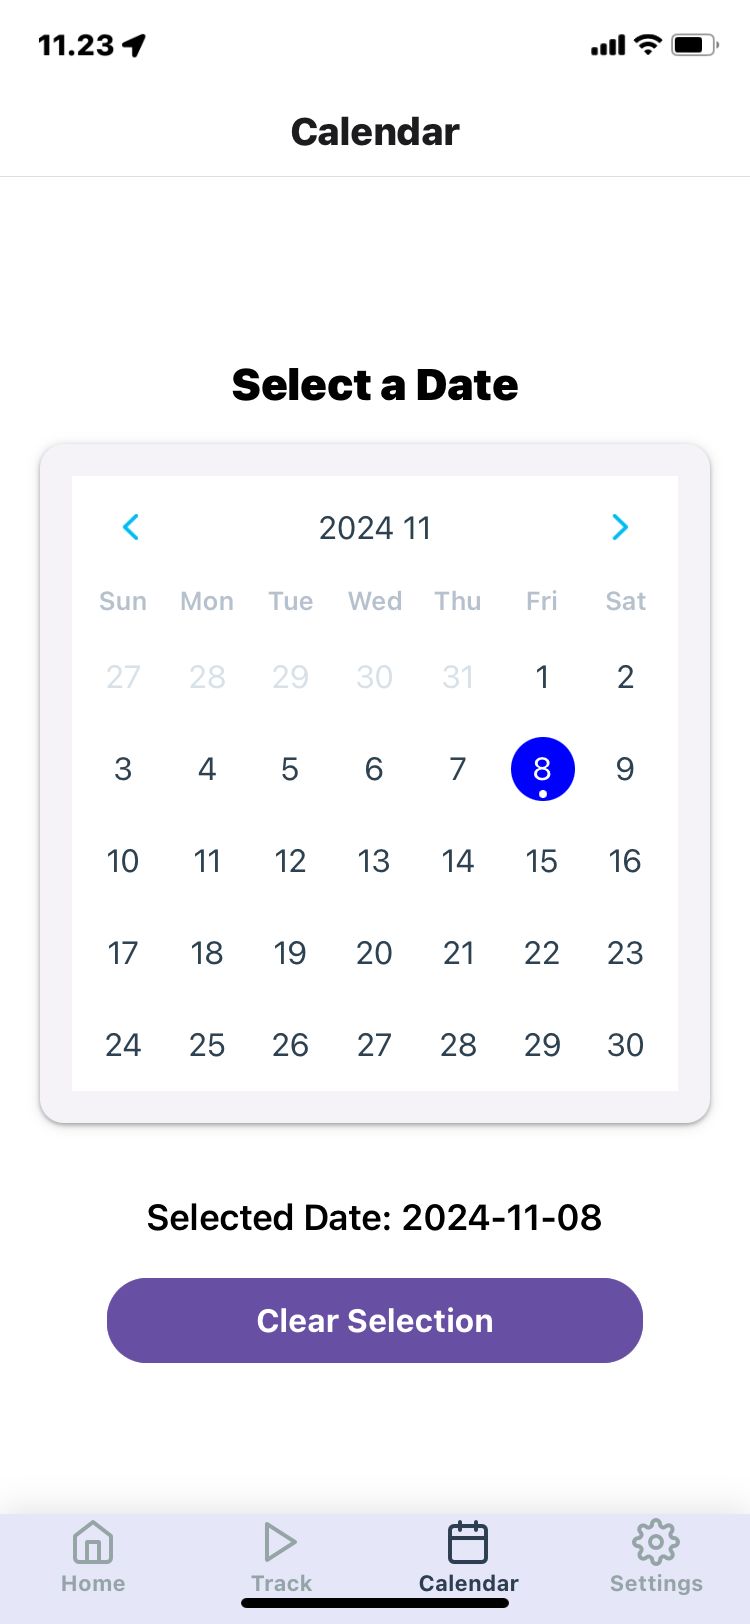 11.23
Calendar
Select a Date
2024 11
Sun Mon Tue Wed Thu Fri Sat
27 28 29 30 31 1 2
3 4 5 6 7 8 9
10 11 12 13 14 15 16
17 18 19 20 21 22 23
24 25 26 27 28 29 30
Selected Date: 2024-11-08
Clear Selection
Home Track Calendar Settings